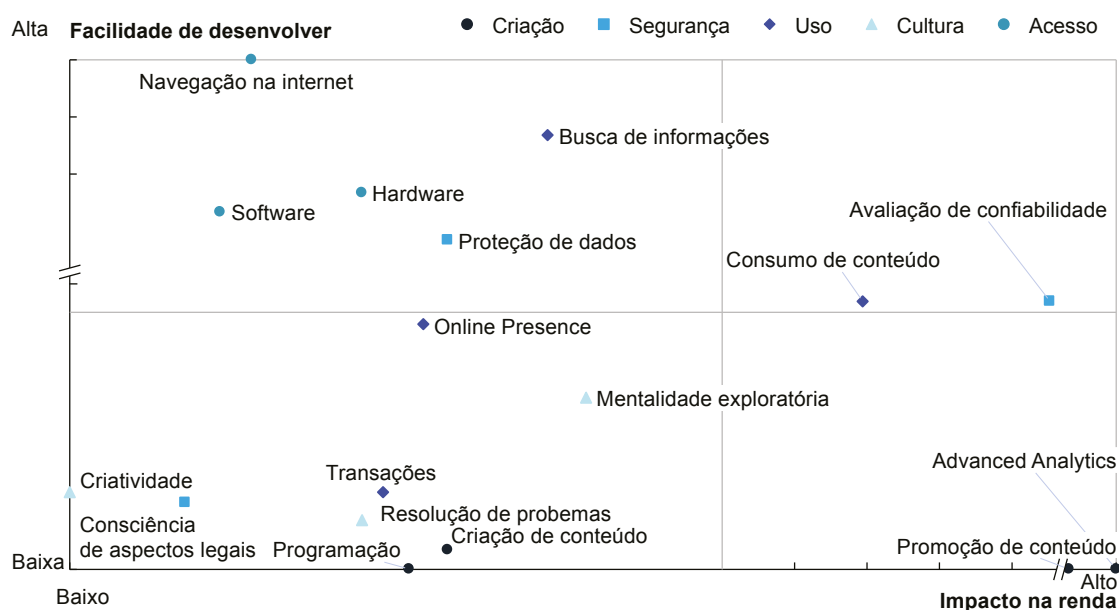 Alta Facilidade de desenvolver
Criação Segurança Uso Cultura Acesso
Navegação na internet
Busca de informações
Hardware
Software
Avaliação de confiabilidade
Proteção de dados
Consumo de conteúdo
Online Presence
Mentalidade exploratória
Advanced Analytics
Transações
Criatividade
Resolução de probemas
Consciência
de aspectos legais
Criação de conteúdo
Programação
Promoção de conteúdo
Baixa
Alto
Baixo
Impacto na renda